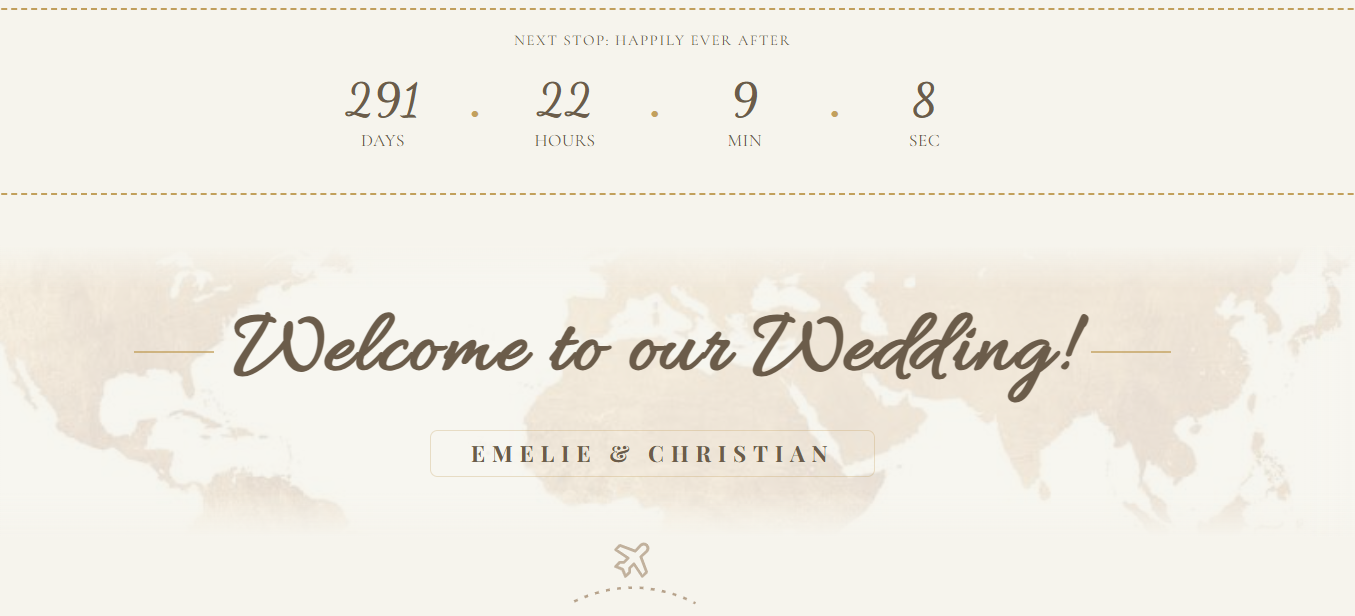 NEXT STOP: HAPPILY EVER AFTER
291 . 22 . 9 . 8
DAYS HOURS MIN SEC
Welcome to our Wedding!
EMELIE & CHRISTIAN